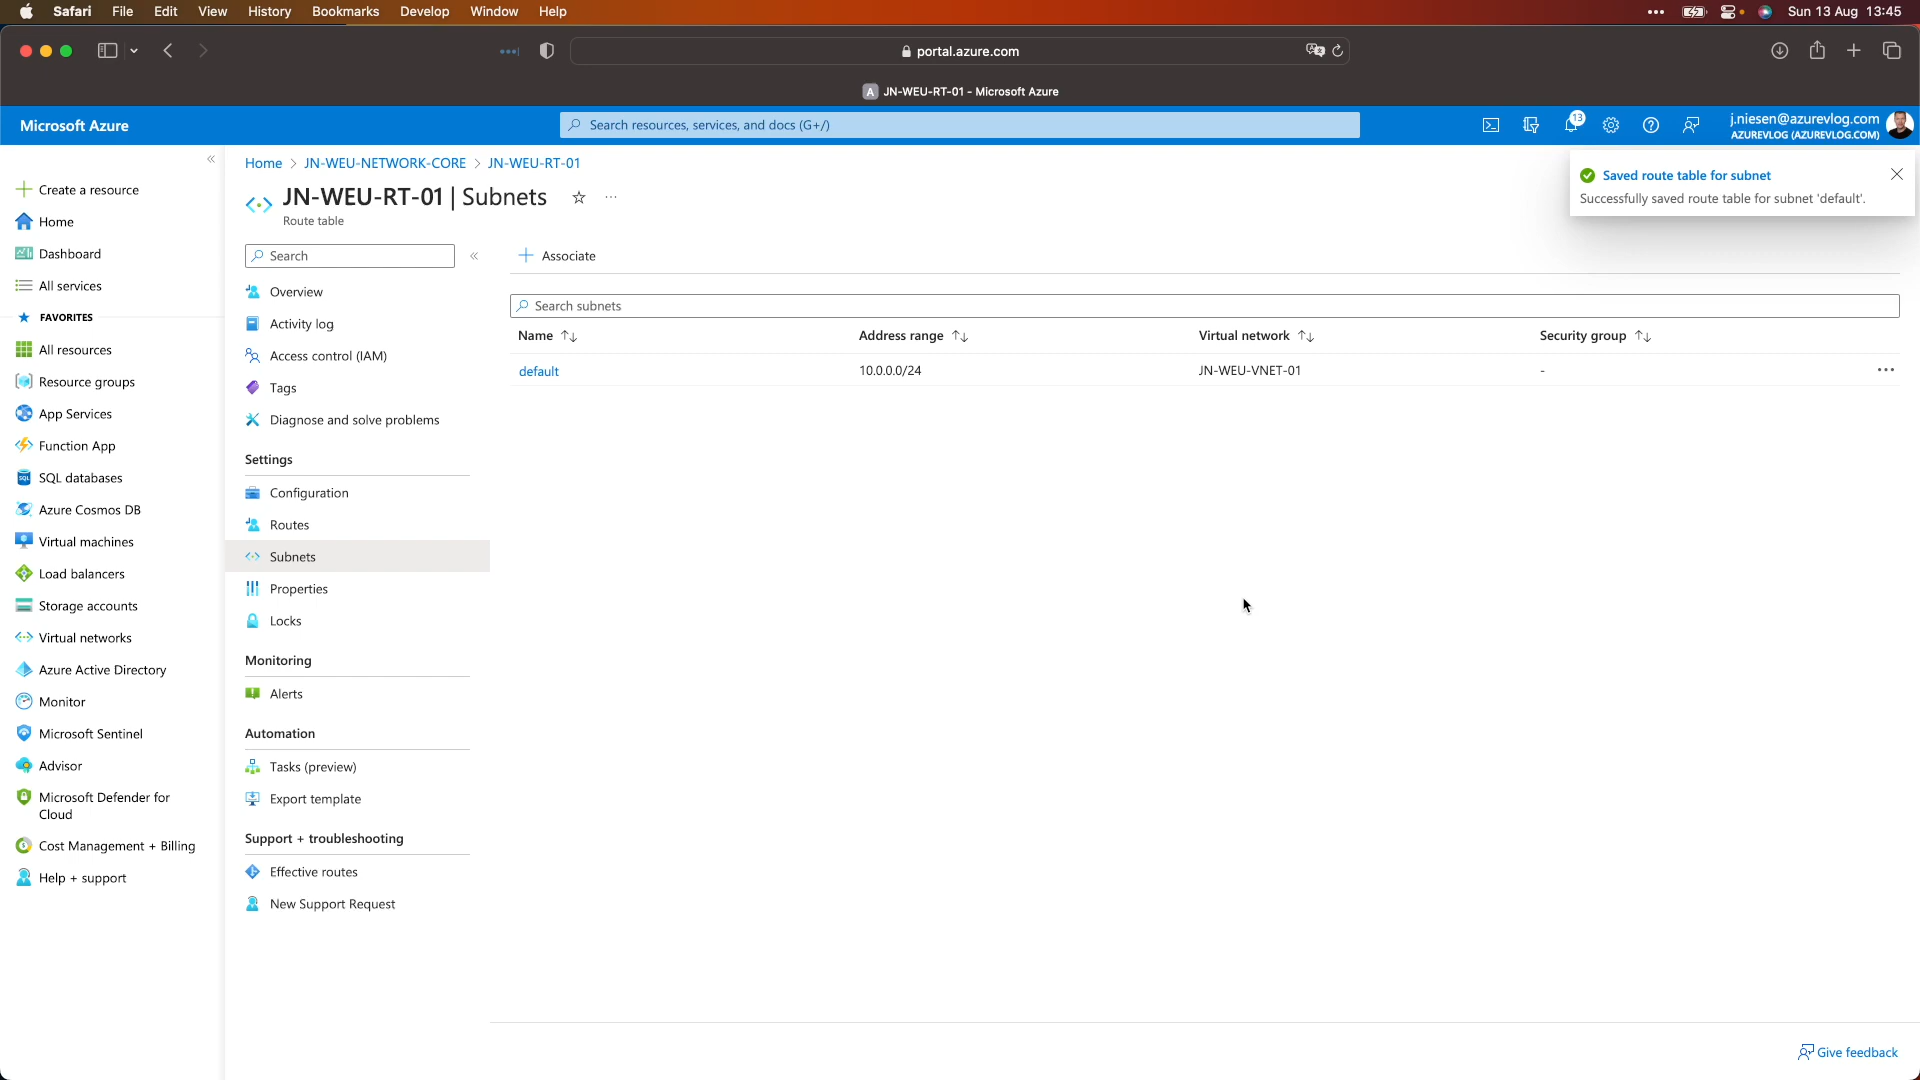 Safari File Edit View History Bookmarks Develop Window Help Sun 13 Aug 13:45
portal.azure.com
A JN-WEU-RT-01 - Microsoft Azure
Microsoft Azure Search resources, services, and docs (G+/) 13 j.niesen@azurevlog.com
AZUREVLOG (AZUREVLOG.COM)
Home > JN-WEU-NETWORK-CORE > JN-WEU-RT-01
JN-WEU-RT-01 | Subnets
Route table
Saved route table for subnet
Successfully saved route table for subnet 'default'.
Create a resource
Home
Dashboard
All services
FAVORITES
All resources
Resource groups
App Services
Function App
SQL databases
Azure Cosmos DB
Virtual machines
Load balancers
Storage accounts
Virtual networks
Azure Active Directory
Monitor
Microsoft Sentinel
Advisor
Microsoft Defender for
Cloud
Cost Management + Billing
Help + support
Search
Overview
Activity log
Access control (IAM)
Tags
Diagnose and solve problems
Settings
Configuration
Routes
Subnets
Properties
Locks
Monitoring
Alerts
Automation
Tasks (preview)
Export template
Support + troubleshooting
Effective routes
New Support Request
Associate
Search subnets
Name Address range Virtual network Security group
default 10.0.0.0/24 JN-WEU-VNET-01 -
Give feedback